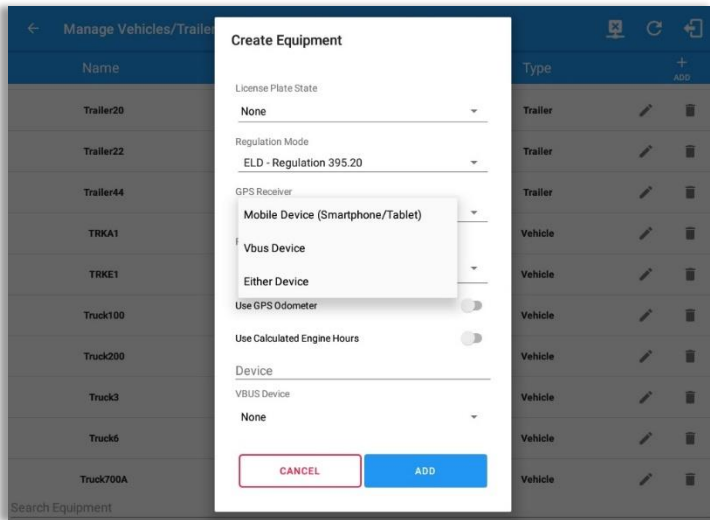 Manage Vehicles/Trailer
Create Equipment
Name
Type
ADD
License Plate State
None
Trailer20
Trailer
Regulation Mode
ELD - Regulation 395.20
Trailer22
Trailer
GPS Receiver
Mobile Device (Smartphone/Tablet)
Trailer44
Trailer
Vbus Device
TRKA1
Vehicle
Either Device
TRKE1
Vehicle
Use GPS Odometer
Truck100
Vehicle
Use Calculated Engine Hours
Truck200
Vehicle
Device
VBUS Device
Truck3
Vehicle
None
Truck6
Vehicle
CANCEL
ADD
Truck700A
Vehicle
Search Equipment